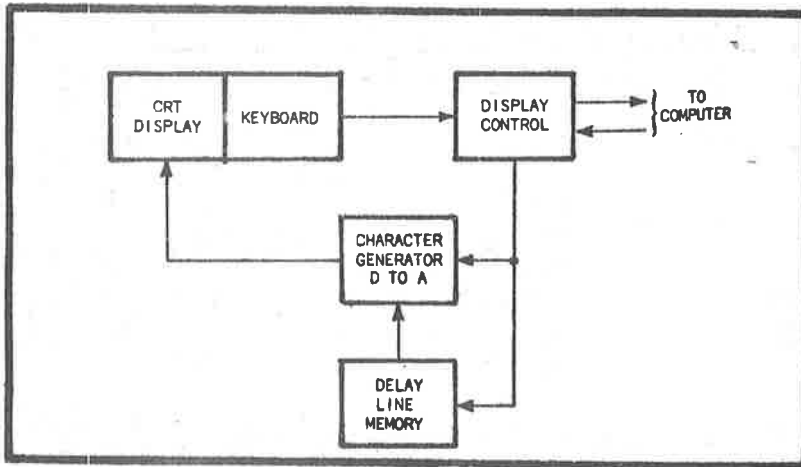 CRT
DISPLAY
KEYBOARD
DISPLAY
CONTROL
TO
COMPUTER
CHARACTER
GENERATOR
D TO A
DELAY
LINE
MEMORY